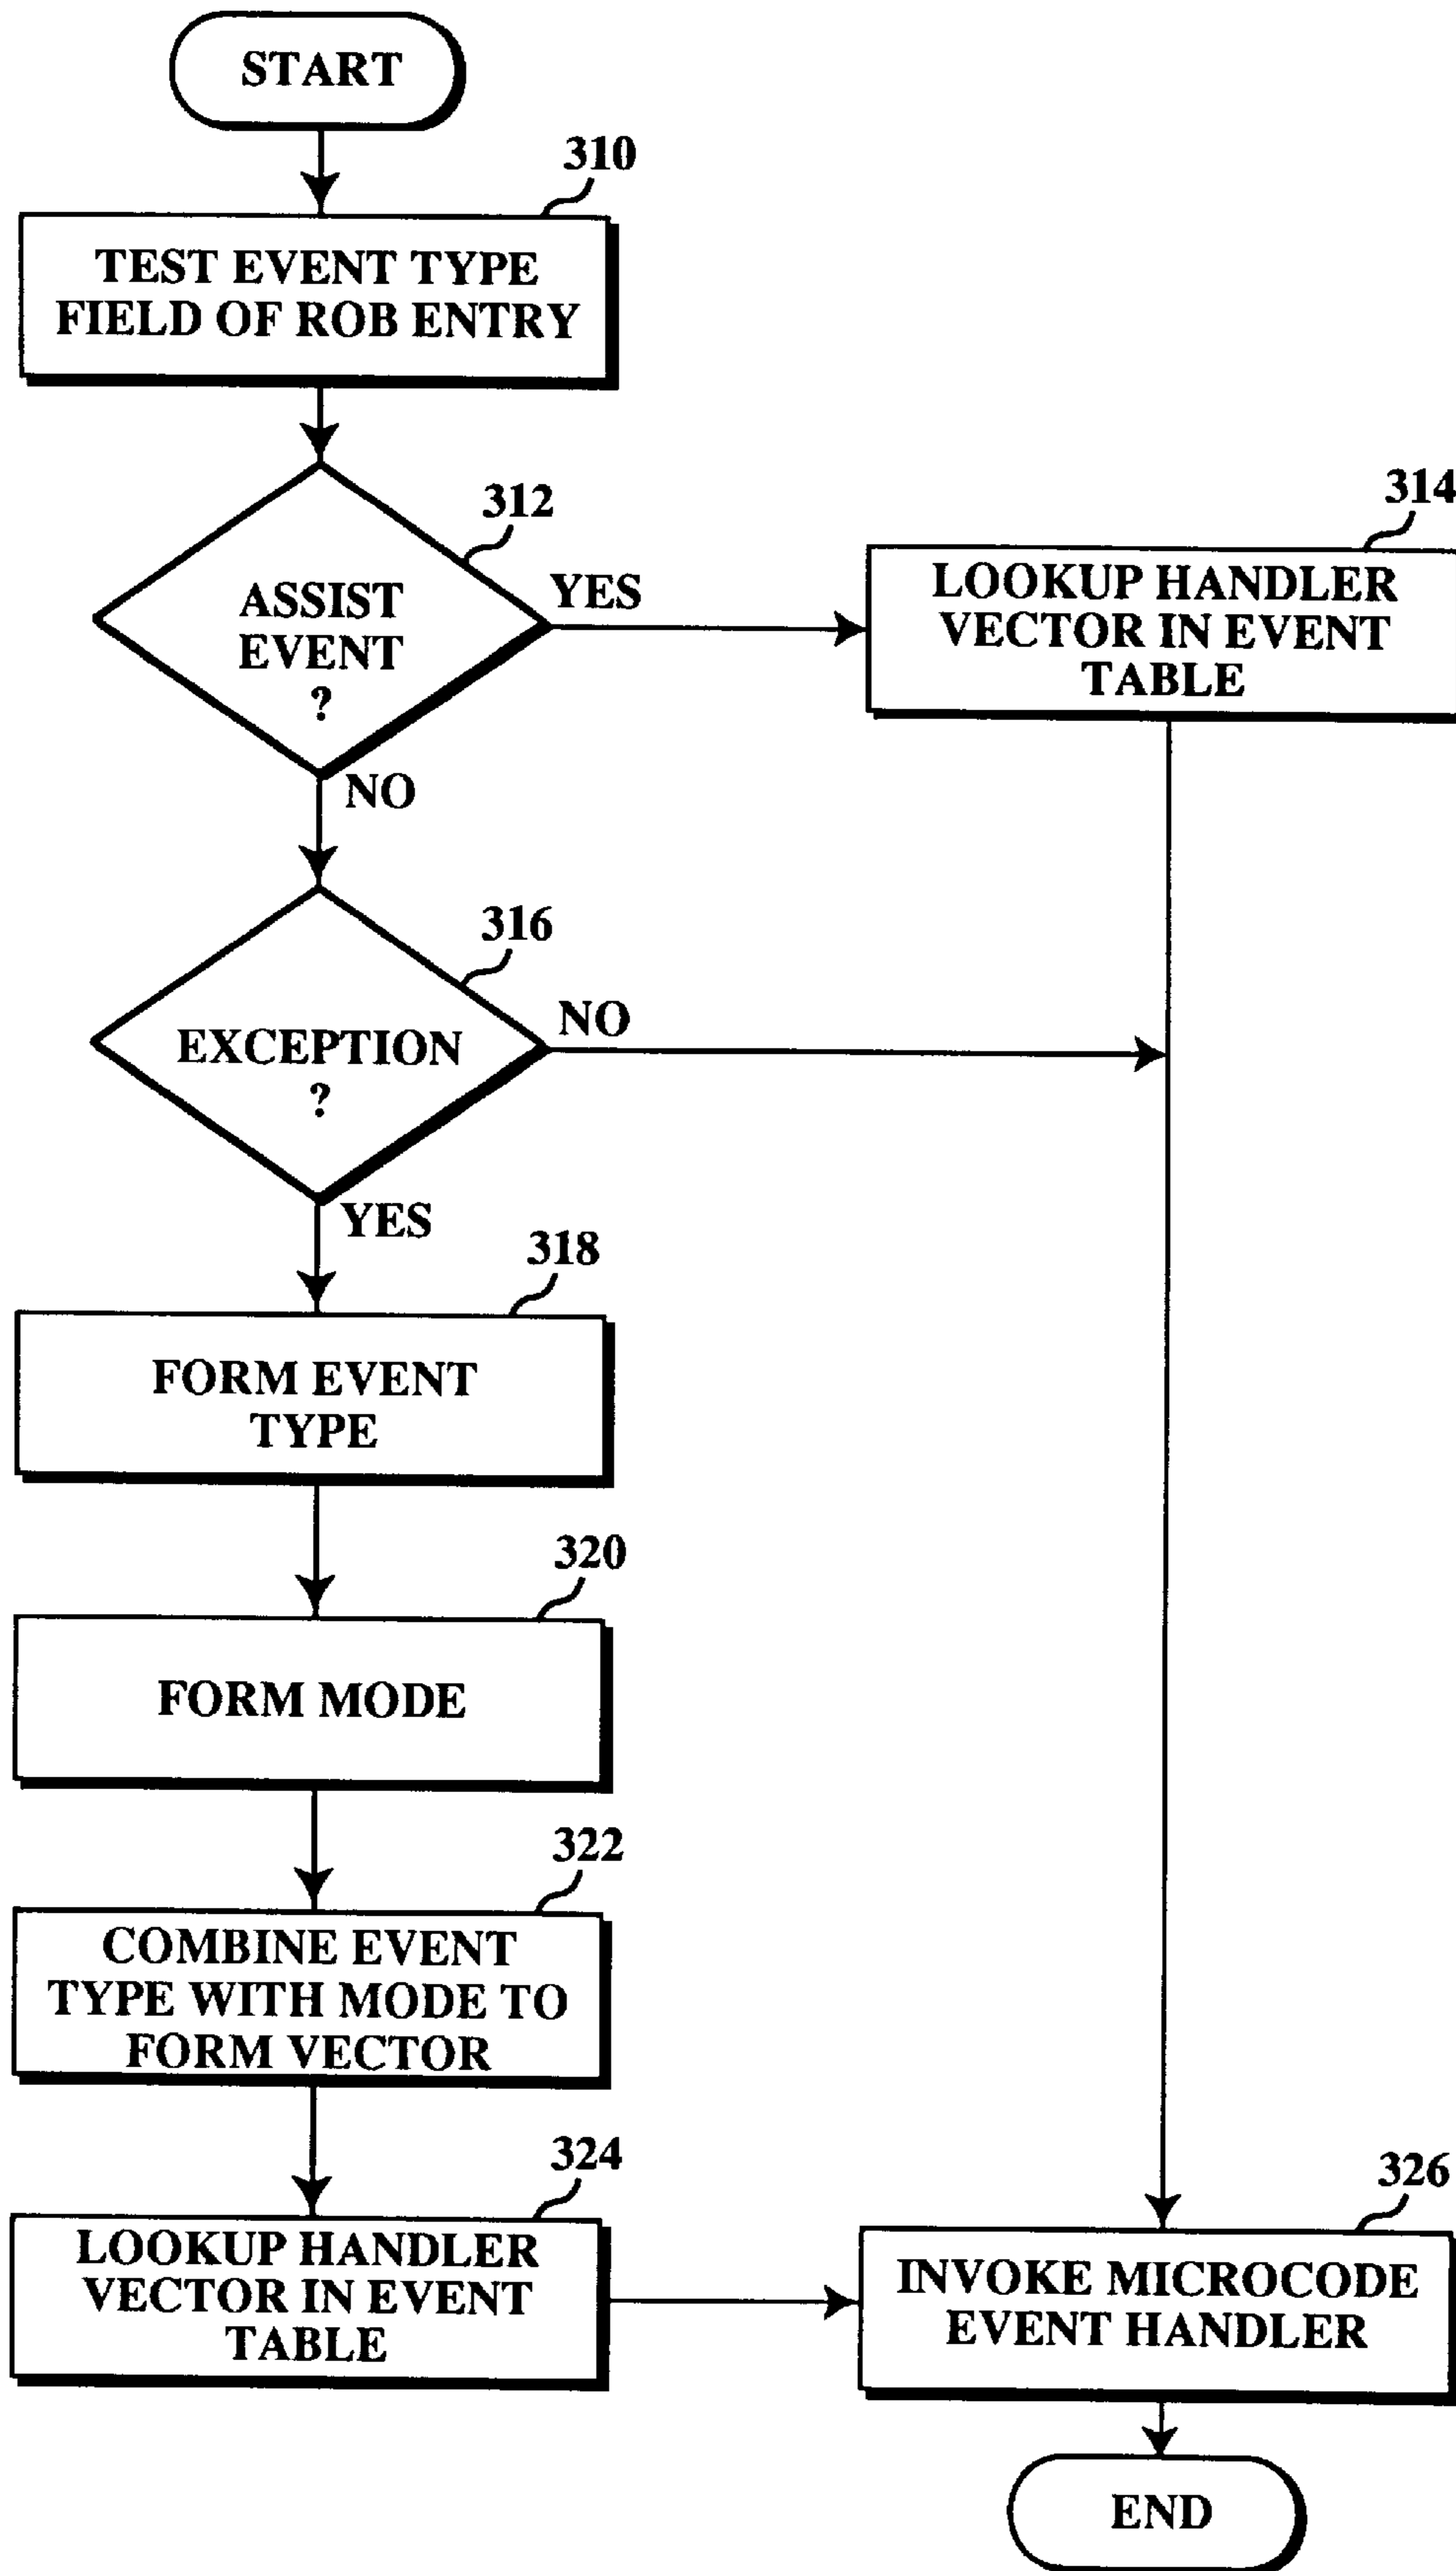 START
310
TEST EVENT TYPE
FIELD OF ROB ENTRY
312
ASSIST
EVENT
?
YES
NO
314
LOOKUP HANDLER
VECTOR IN EVENT
TABLE
316
EXCEPTION
?
NO
YES
318
FORM EVENT
TYPE
320
FORM MODE
322
COMBINE EVENT
TYPE WITH MODE TO
FORM VECTOR
324
LOOKUP HANDLER
VECTOR IN EVENT
TABLE
326
INVOKE MICROCODE
EVENT HANDLER
END